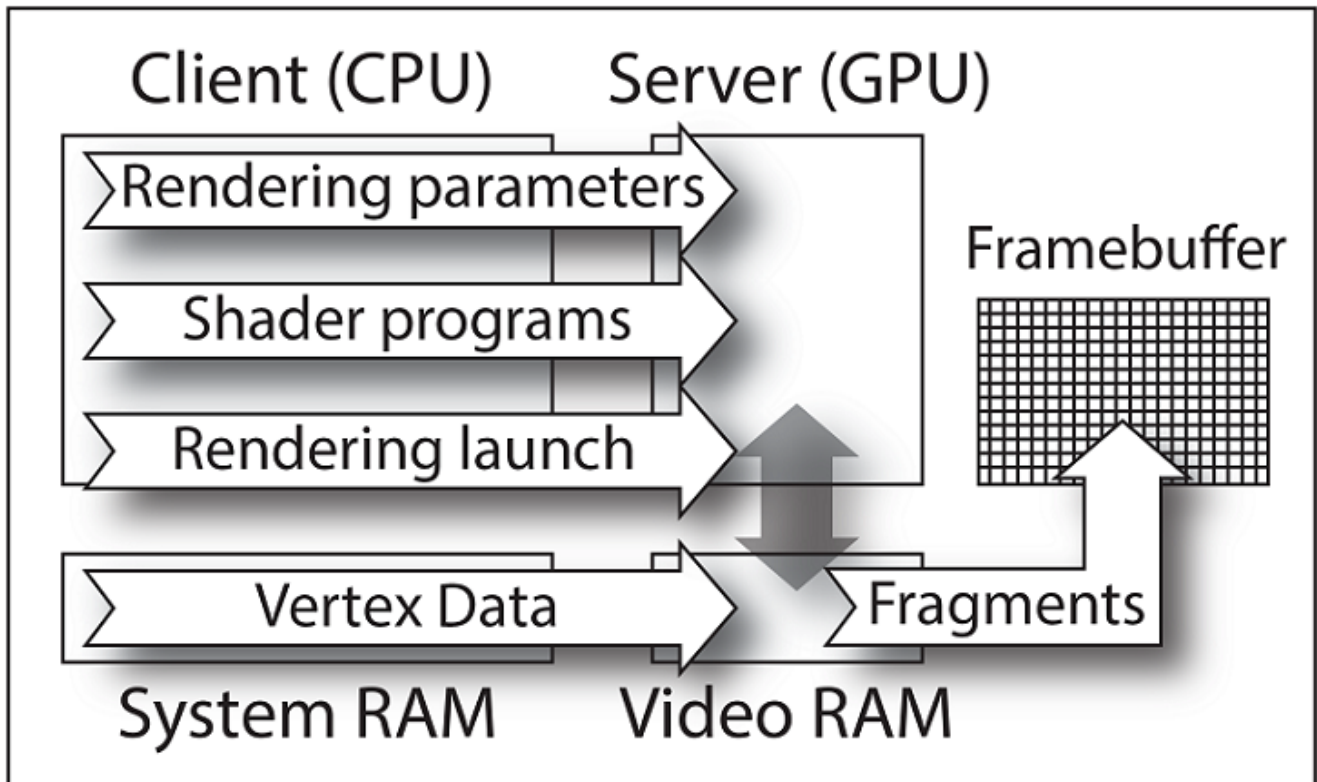 Client (CPU)
Server (GPU)
Rendering parameters
Shader programs
Rendering launch
Framebuffer
Vertex Data
Fragments
System RAM
Video RAM